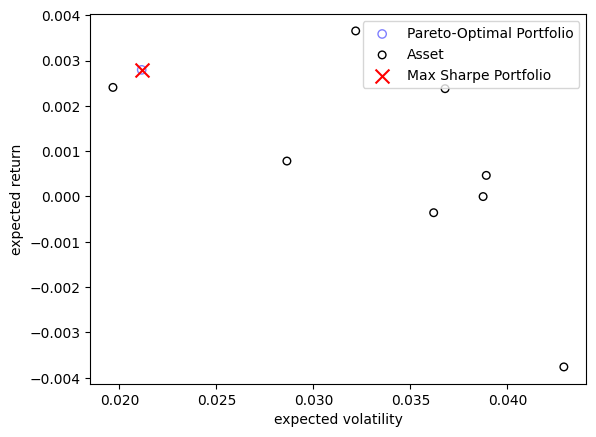 0.004
0.003
0.002
0.001
0.000
−0.001
−0.002
−0.003
−0.004
expected return
Pareto-Optimal Portfolio
Asset
Max Sharpe Portfolio
0.020 0.025 0.030 0.035 0.040
expected volatility